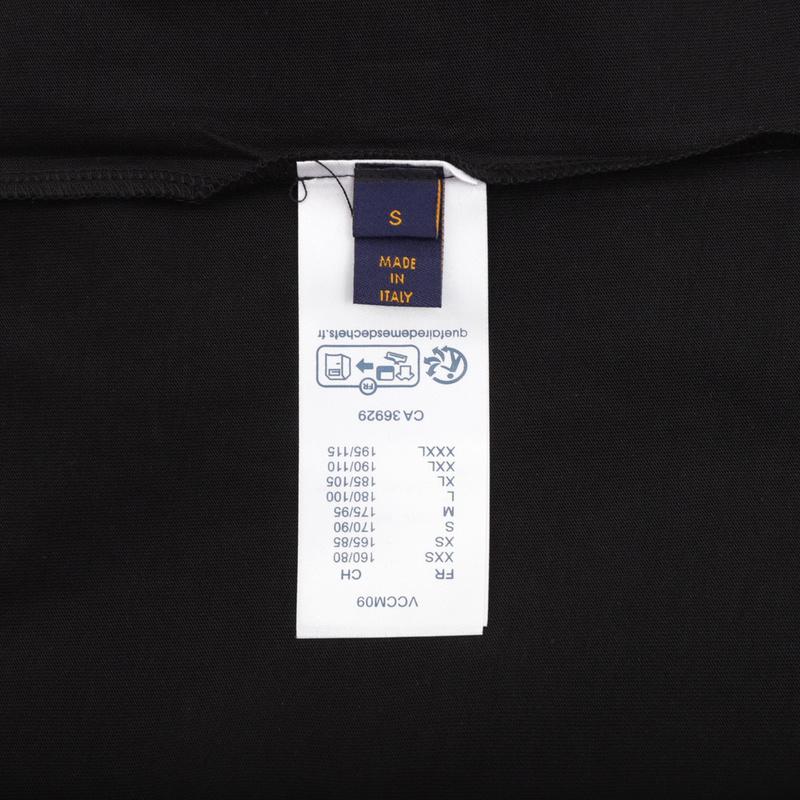 S
MADE
IN
ITALY
VCCM09
FR CH
XXS 160/80
XS 165/85
S 170/90
M 175/95
L 180/100
XL 185/105
XXL 190/110
XXXL 195/115
CA 36929
FR
quefairedemesdechets.fr